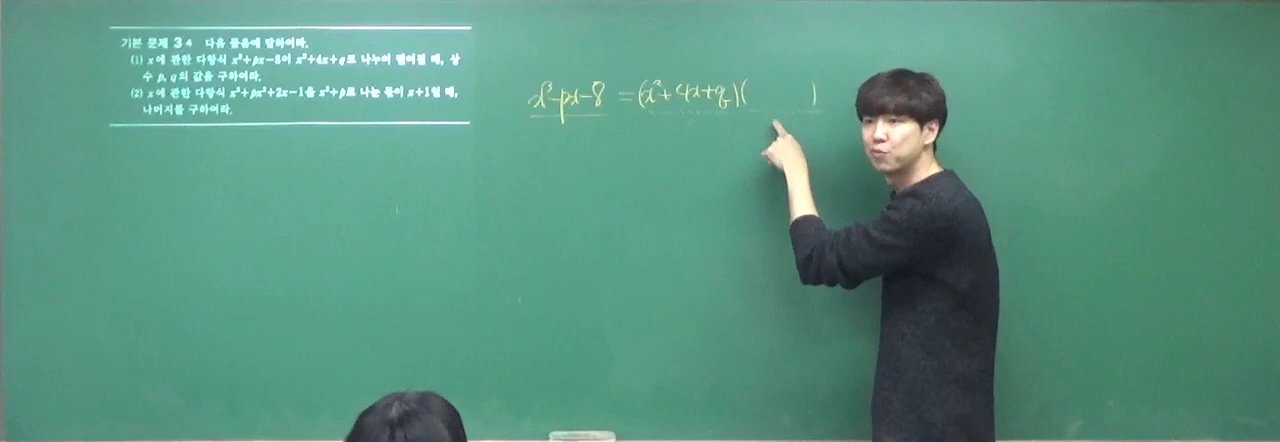 기본 문제 3 4 다음 물음에 답하여라.
(1) x에 관한 다항식 x³+px-8이 x²+4x+q로 나누어 떨어질 때, 상
수 p, q의 값을 구하여라.
(2) x에 관한 다항식 x³+px²+2x-1을 x²+p로 나눈 몫이 x+1일 때,
나머지를 구하여라.
x³-px-8 = (x²+4x+q)( )